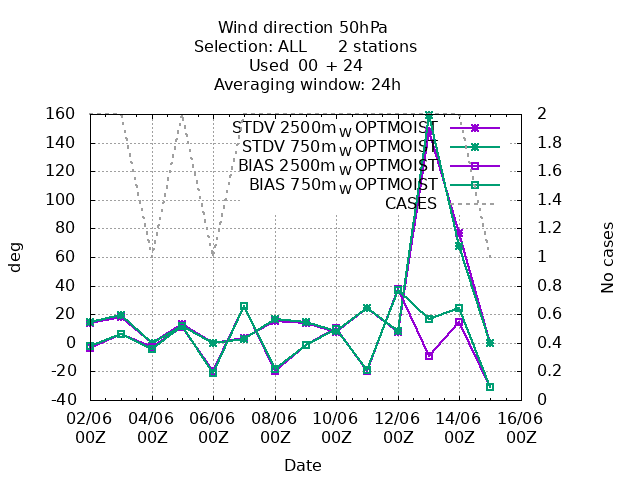 Wind direction 50hPa
Selection: ALL 2 stations
Used 00 + 24
Averaging window: 24h
STDV 2500m W OPTMOIST
STDV 750m W OPTMOIST
BIAS 2500m W OPTMOIST
BIAS 750m W OPTMOIST
CASES
deg
160
140
120
100
80
60
40
20
0
-20
-40
No cases
2
1.8
1.6
1.4
1.2
1
0.8
0.6
0.4
0.2
0
02/06 04/06 06/06 08/06 10/06 12/06 14/06 16/06
00Z 00Z 00Z 00Z 00Z 00Z 00Z 00Z
Date